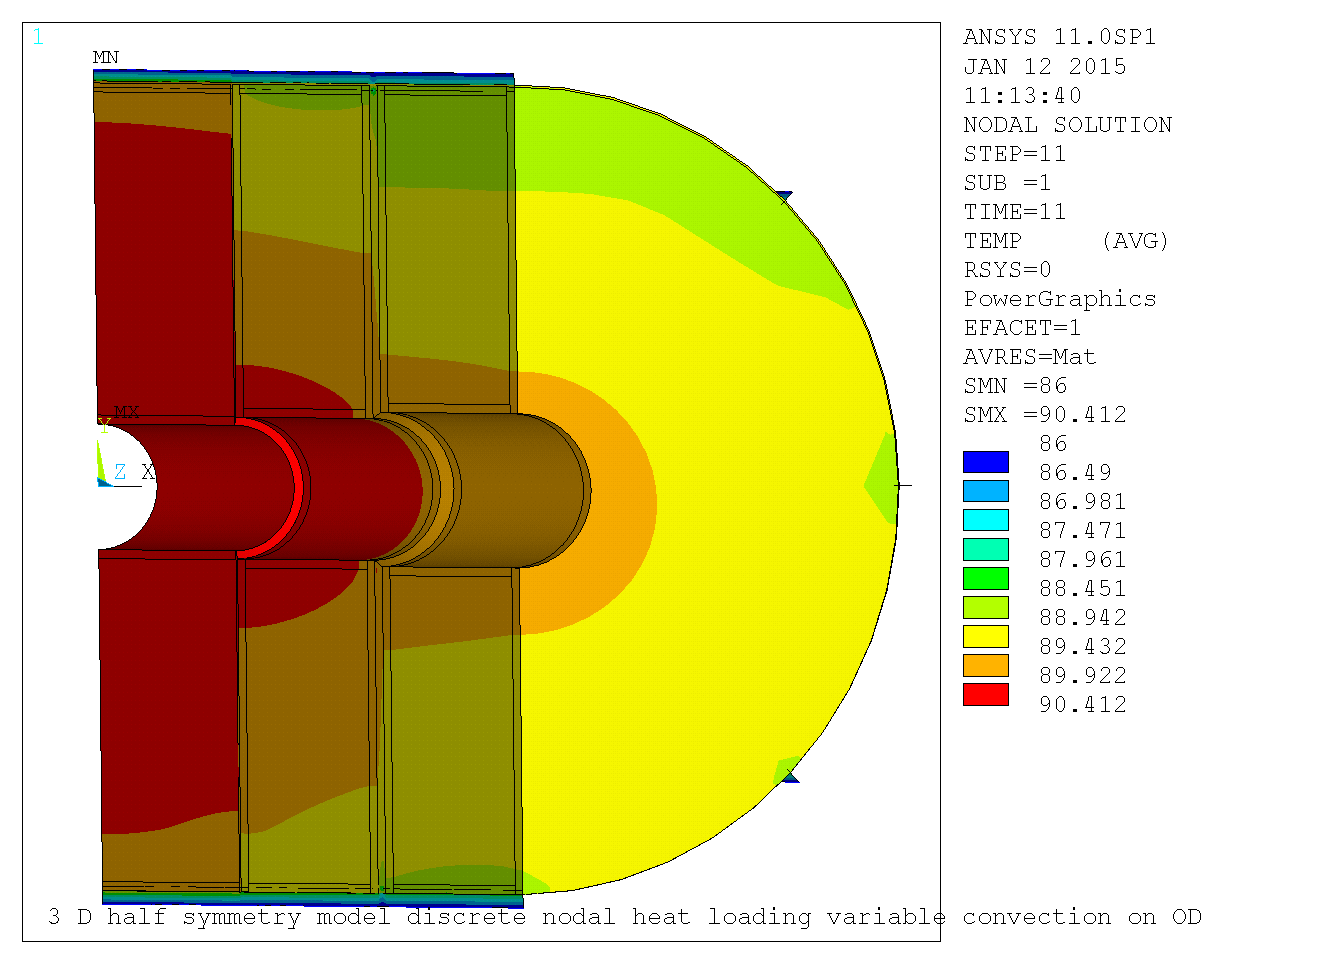 1
MN
MX
Y
Z X
ANSYS 11.0SP1
JAN 12 2015
11:13:40
NODAL SOLUTION
STEP=11
SUB =1
TIME=11
TEMP (AVG)
RSYS=0
PowerGraphics
EFACET=1
AVRES=Mat
SMN =86
SMX =90.412
86
86.49
86.981
87.471
87.961
88.451
88.942
89.432
89.922
90.412
3 D half symmetry model discrete nodal heat loading variable convection on OD